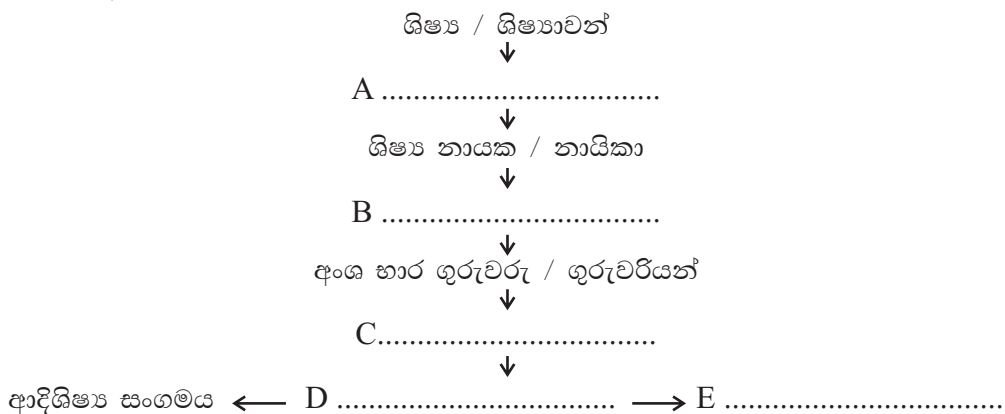 ශිෂ්‍ය / ශිෂ්‍යාවන්
A ..................................
ශිෂ්‍ය නායක / නායිකා
B ..................................
අංශ භාර ගුරුවරු / ගුරුවරියන්
C..................................
ආදිශිෂ්‍ය සංගමය ← D .................................. → E ..................................